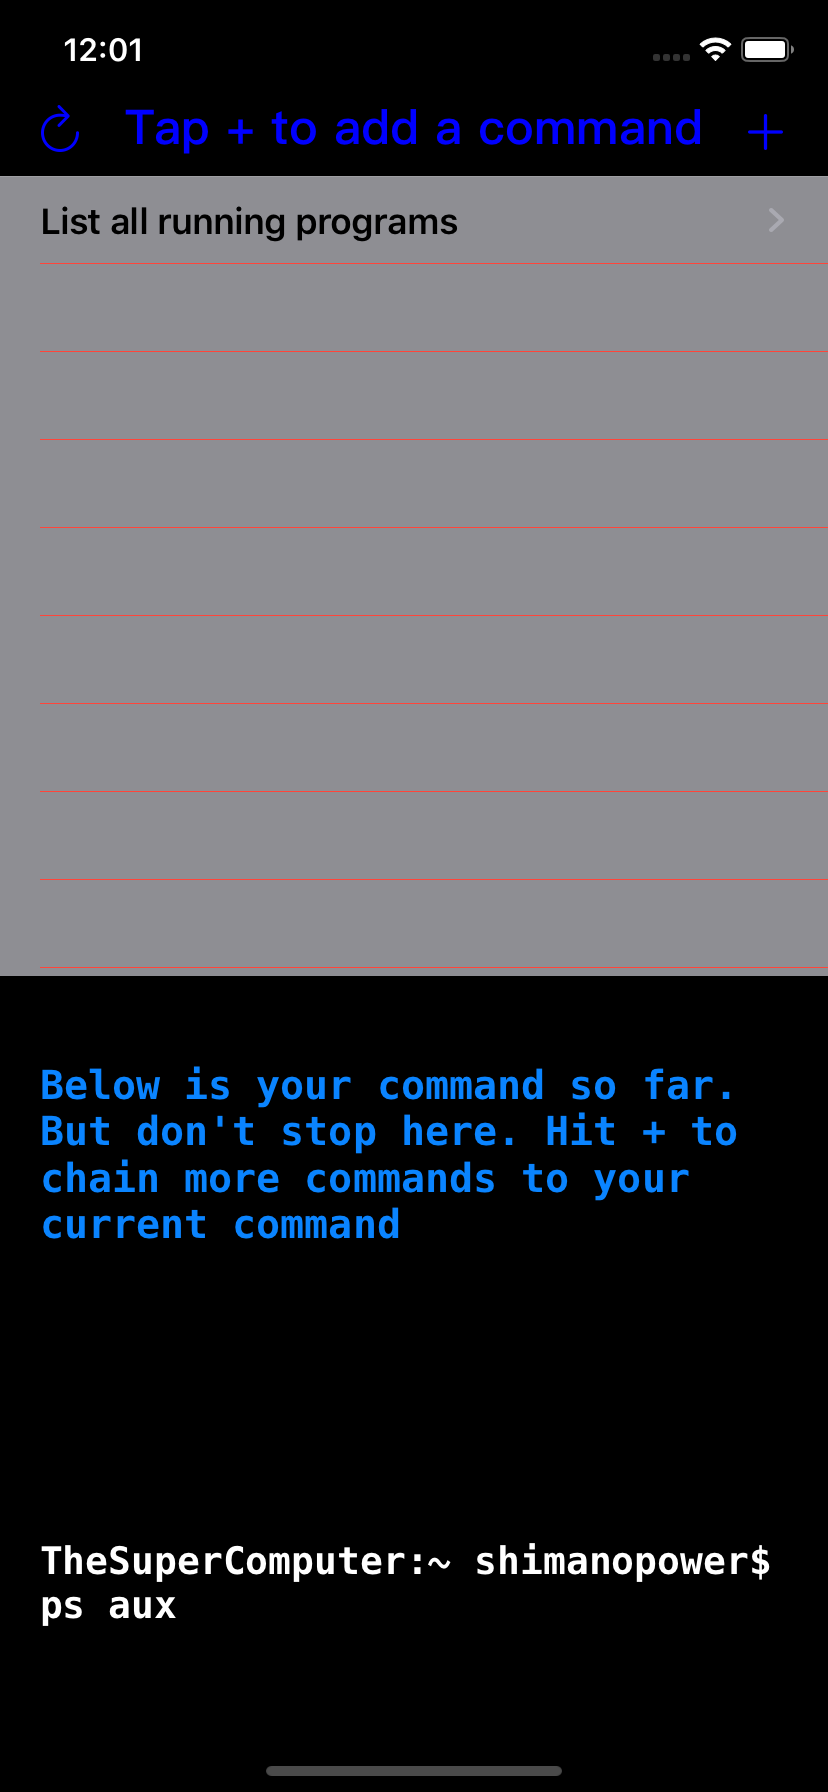 12:01
Tap + to add a command
List all running programs
Below is your command so far.
But don't stop here. Hit + to
chain more commands to your
current command
TheSuperComputer:~ shimanopower$
ps aux